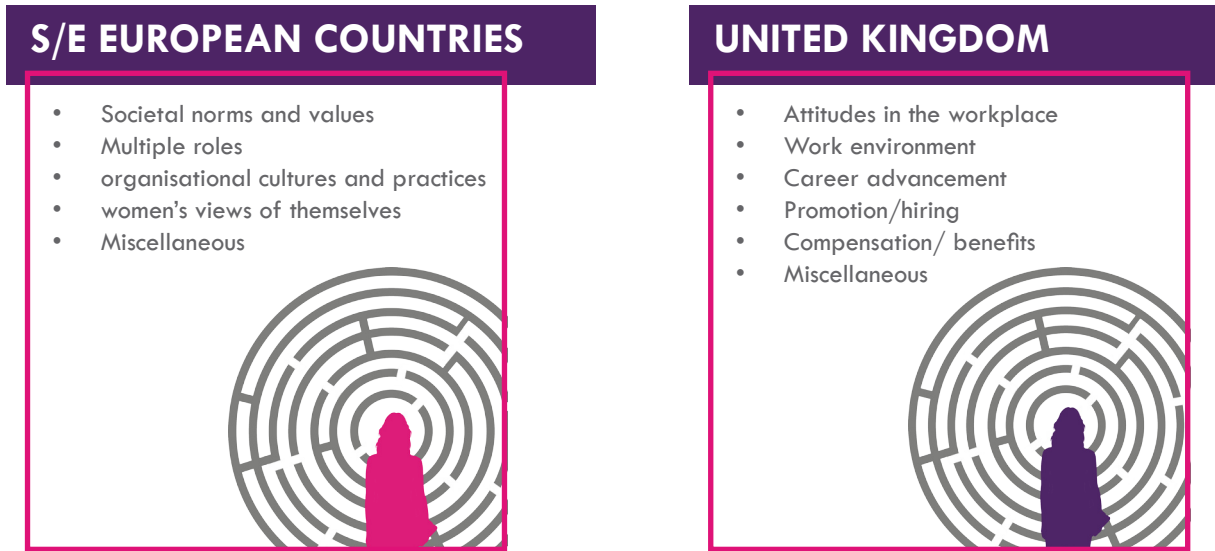 S/E EUROPEAN COUNTRIES
• Societal norms and values
• Multiple roles
• organisational cultures and practices
• women’s views of themselves
• Miscellaneous
UNITED KINGDOM
• Attitudes in the workplace
• Work environment
• Career advancement
• Promotion/hiring
• Compensation/ benefits
• Miscellaneous